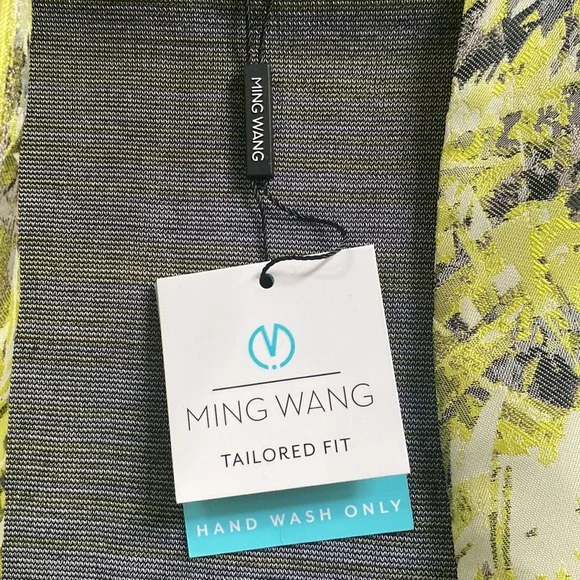 MING WANG
MING WANG
TAILORED FIT
HAND WASH ONLY